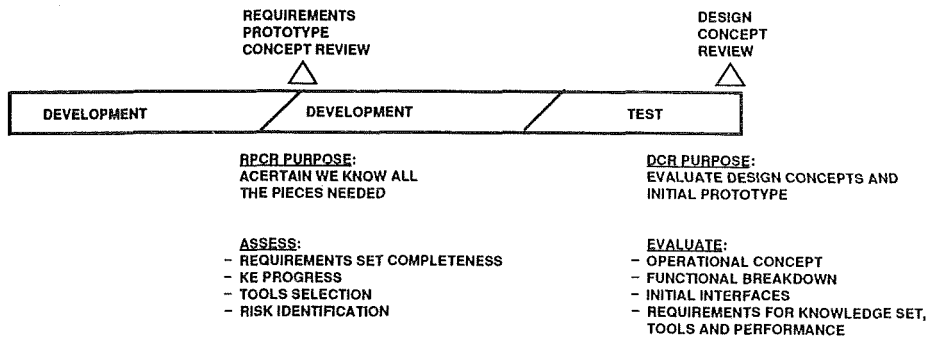 REQUIREMENTS
PROTOTYPE
CONCEPT REVIEW
DESIGN
CONCEPT
REVIEW
DEVELOPMENT
DEVELOPMENT
TEST
RPCR PURPOSE:
ACERTAIN WE KNOW ALL
THE PIECES NEEDED
ASSESS:
– REQUIREMENTS SET COMPLETENESS
– KE PROGRESS
– TOOLS SELECTION
– RISK IDENTIFICATION
DCR PURPOSE:
EVALUATE DESIGN CONCEPTS AND
INITIAL PROTOTYPE
EVALUATE:
– OPERATIONAL CONCEPT
– FUNCTIONAL BREAKDOWN
– INITIAL INTERFACES
– REQUIREMENTS FOR KNOWLEDGE SET,
TOOLS AND PERFORMANCE